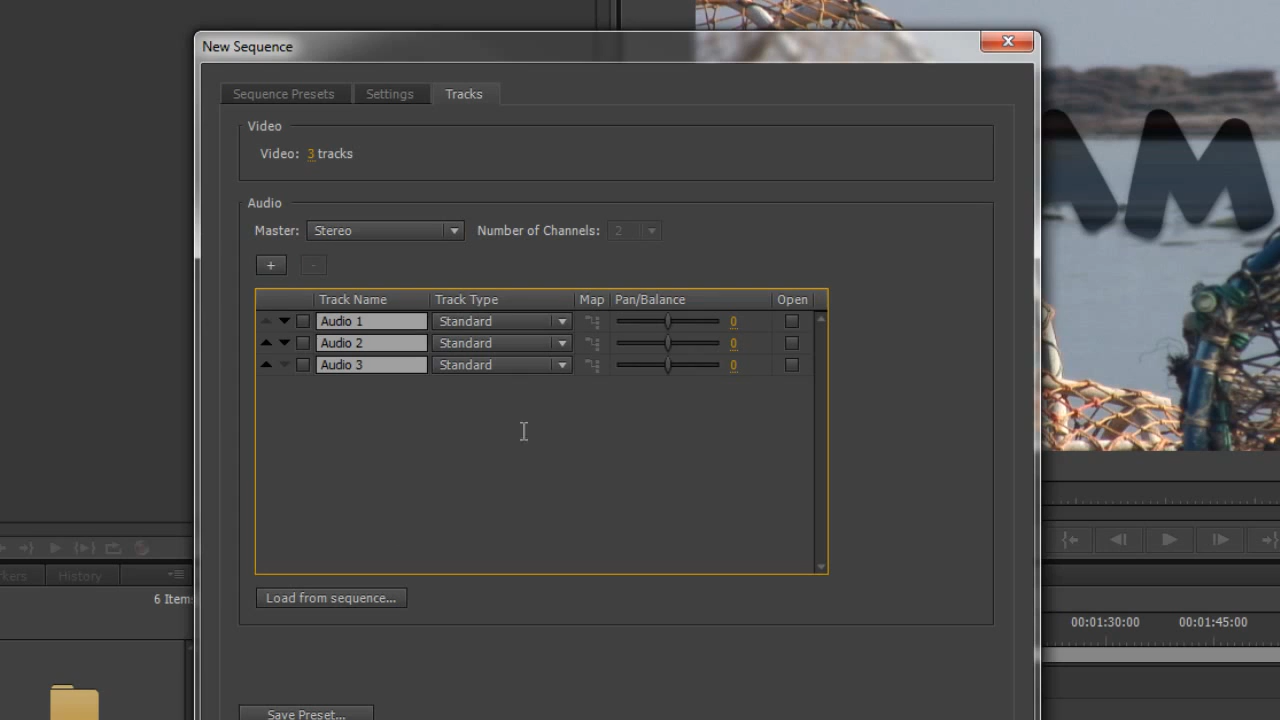 New Sequence
Sequence Presets Settings Tracks
Video
Video: 3 tracks
Audio
Master: Stereo Number of Channels: 2
+ -
Track Name Track Type Map Pan/Balance Open
Audio 1 Standard 0
Audio 2 Standard 0
Audio 3 Standard 0
Load from sequence...
Save Preset...
AM
History
6 Items
00:01:30:00 00:01:45:00